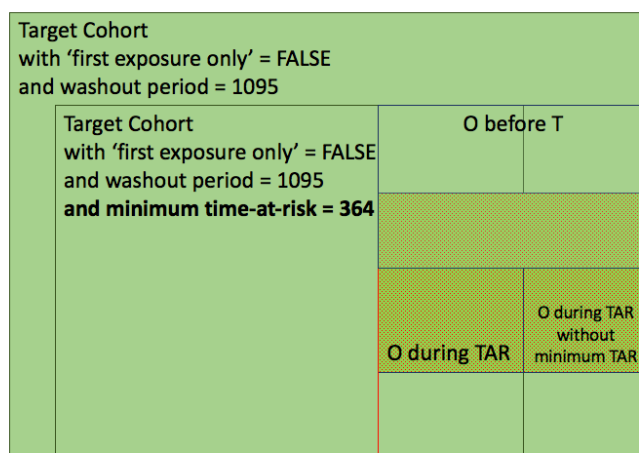 Target Cohort
with ‘first exposure only’ = FALSE
and washout period = 1095
Target Cohort
with ‘first exposure only’ = FALSE
and washout period = 1095
and minimum time-at-risk = 364
O before T
O during TAR
O during TAR
without
minimum TAR